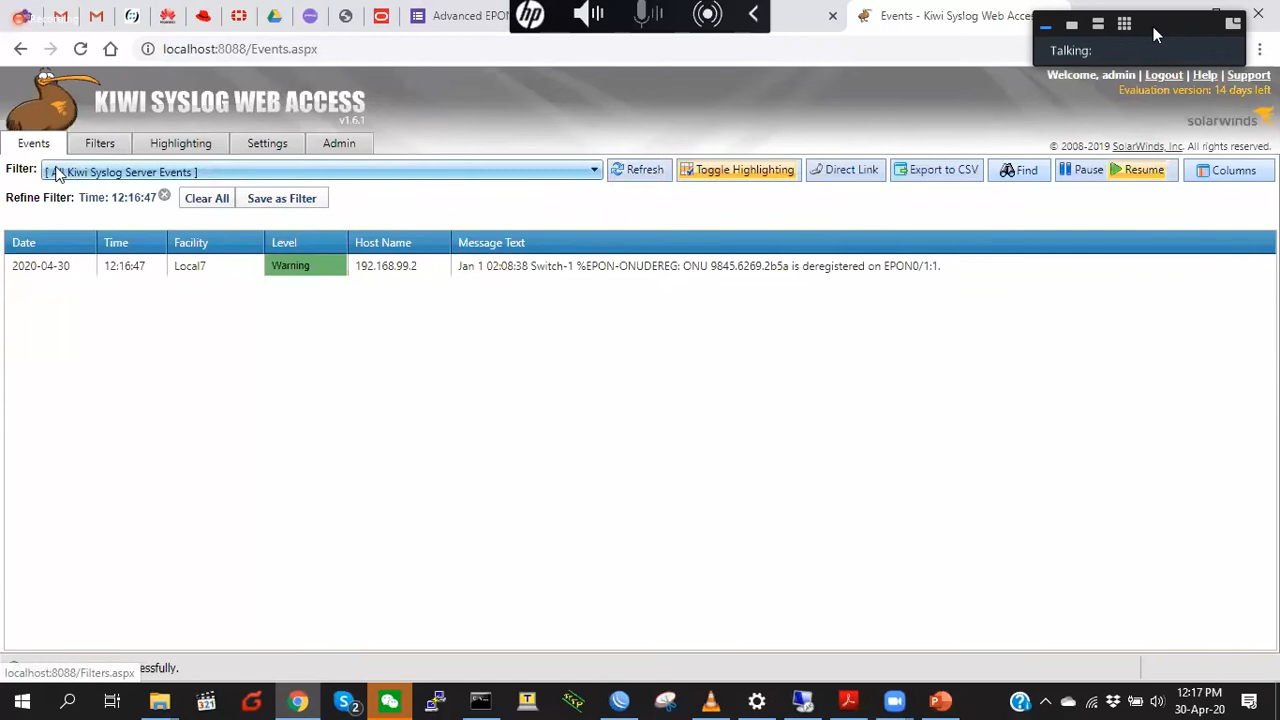 Recording
Advanced EPON
Events - Kiwi Syslog Web Access
localhost:8088/Events.aspx
Talking:
Welcome, admin | Logout | Help | Support
Evaluation version: 14 days left
KIWI SYSLOG WEB ACCESS
v1.6.1
solarwinds
© 2008-2019 SolarWinds, Inc. All rights reserved.
Events Filters Highlighting Settings Admin
Filter: [ All Kiwi Syslog Server Events ] Refresh Toggle Highlighting Direct Link Export to CSV Find Pause Resume Columns
Refine Filter: Time: 12:16:47 Clear All Save as Filter
Date Time Facility Level Host Name Message Text
2020-04-30 12:16:47 Local7 Warning 192.168.99.2 Jan 1 02:08:38 Switch-1 %EPON-ONUDEREG: ONU 9845.6269.2b5a is deregistered on EPON0/1:1.
localhost:8088/Filters.aspx
12:17 PM
30-Apr-20